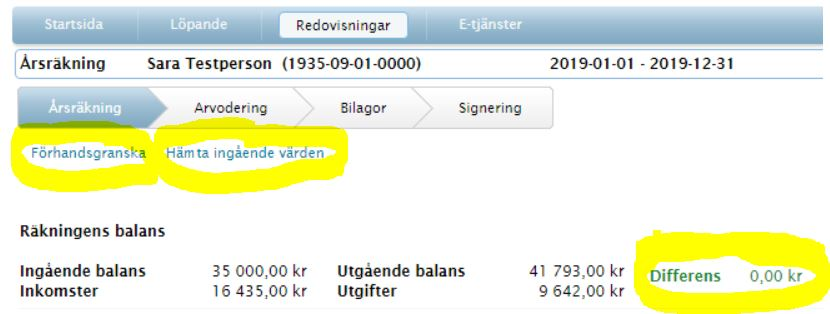 Startsida Löpande Redovisningar E-tjänster
Årsräkning Sara Testperson (1935-09-01-0000) 2019-01-01 - 2019-12-31
Årsräkning Arvodering Bilagor Signering
Förhandsgranska Hämta ingående värden
Räkningens balans
Ingående balans 35 000,00 kr Utgående balans 41 793,00 kr Differens 0,00 kr
Inkomster 16 435,00 kr Utgifter 9 642,00 kr